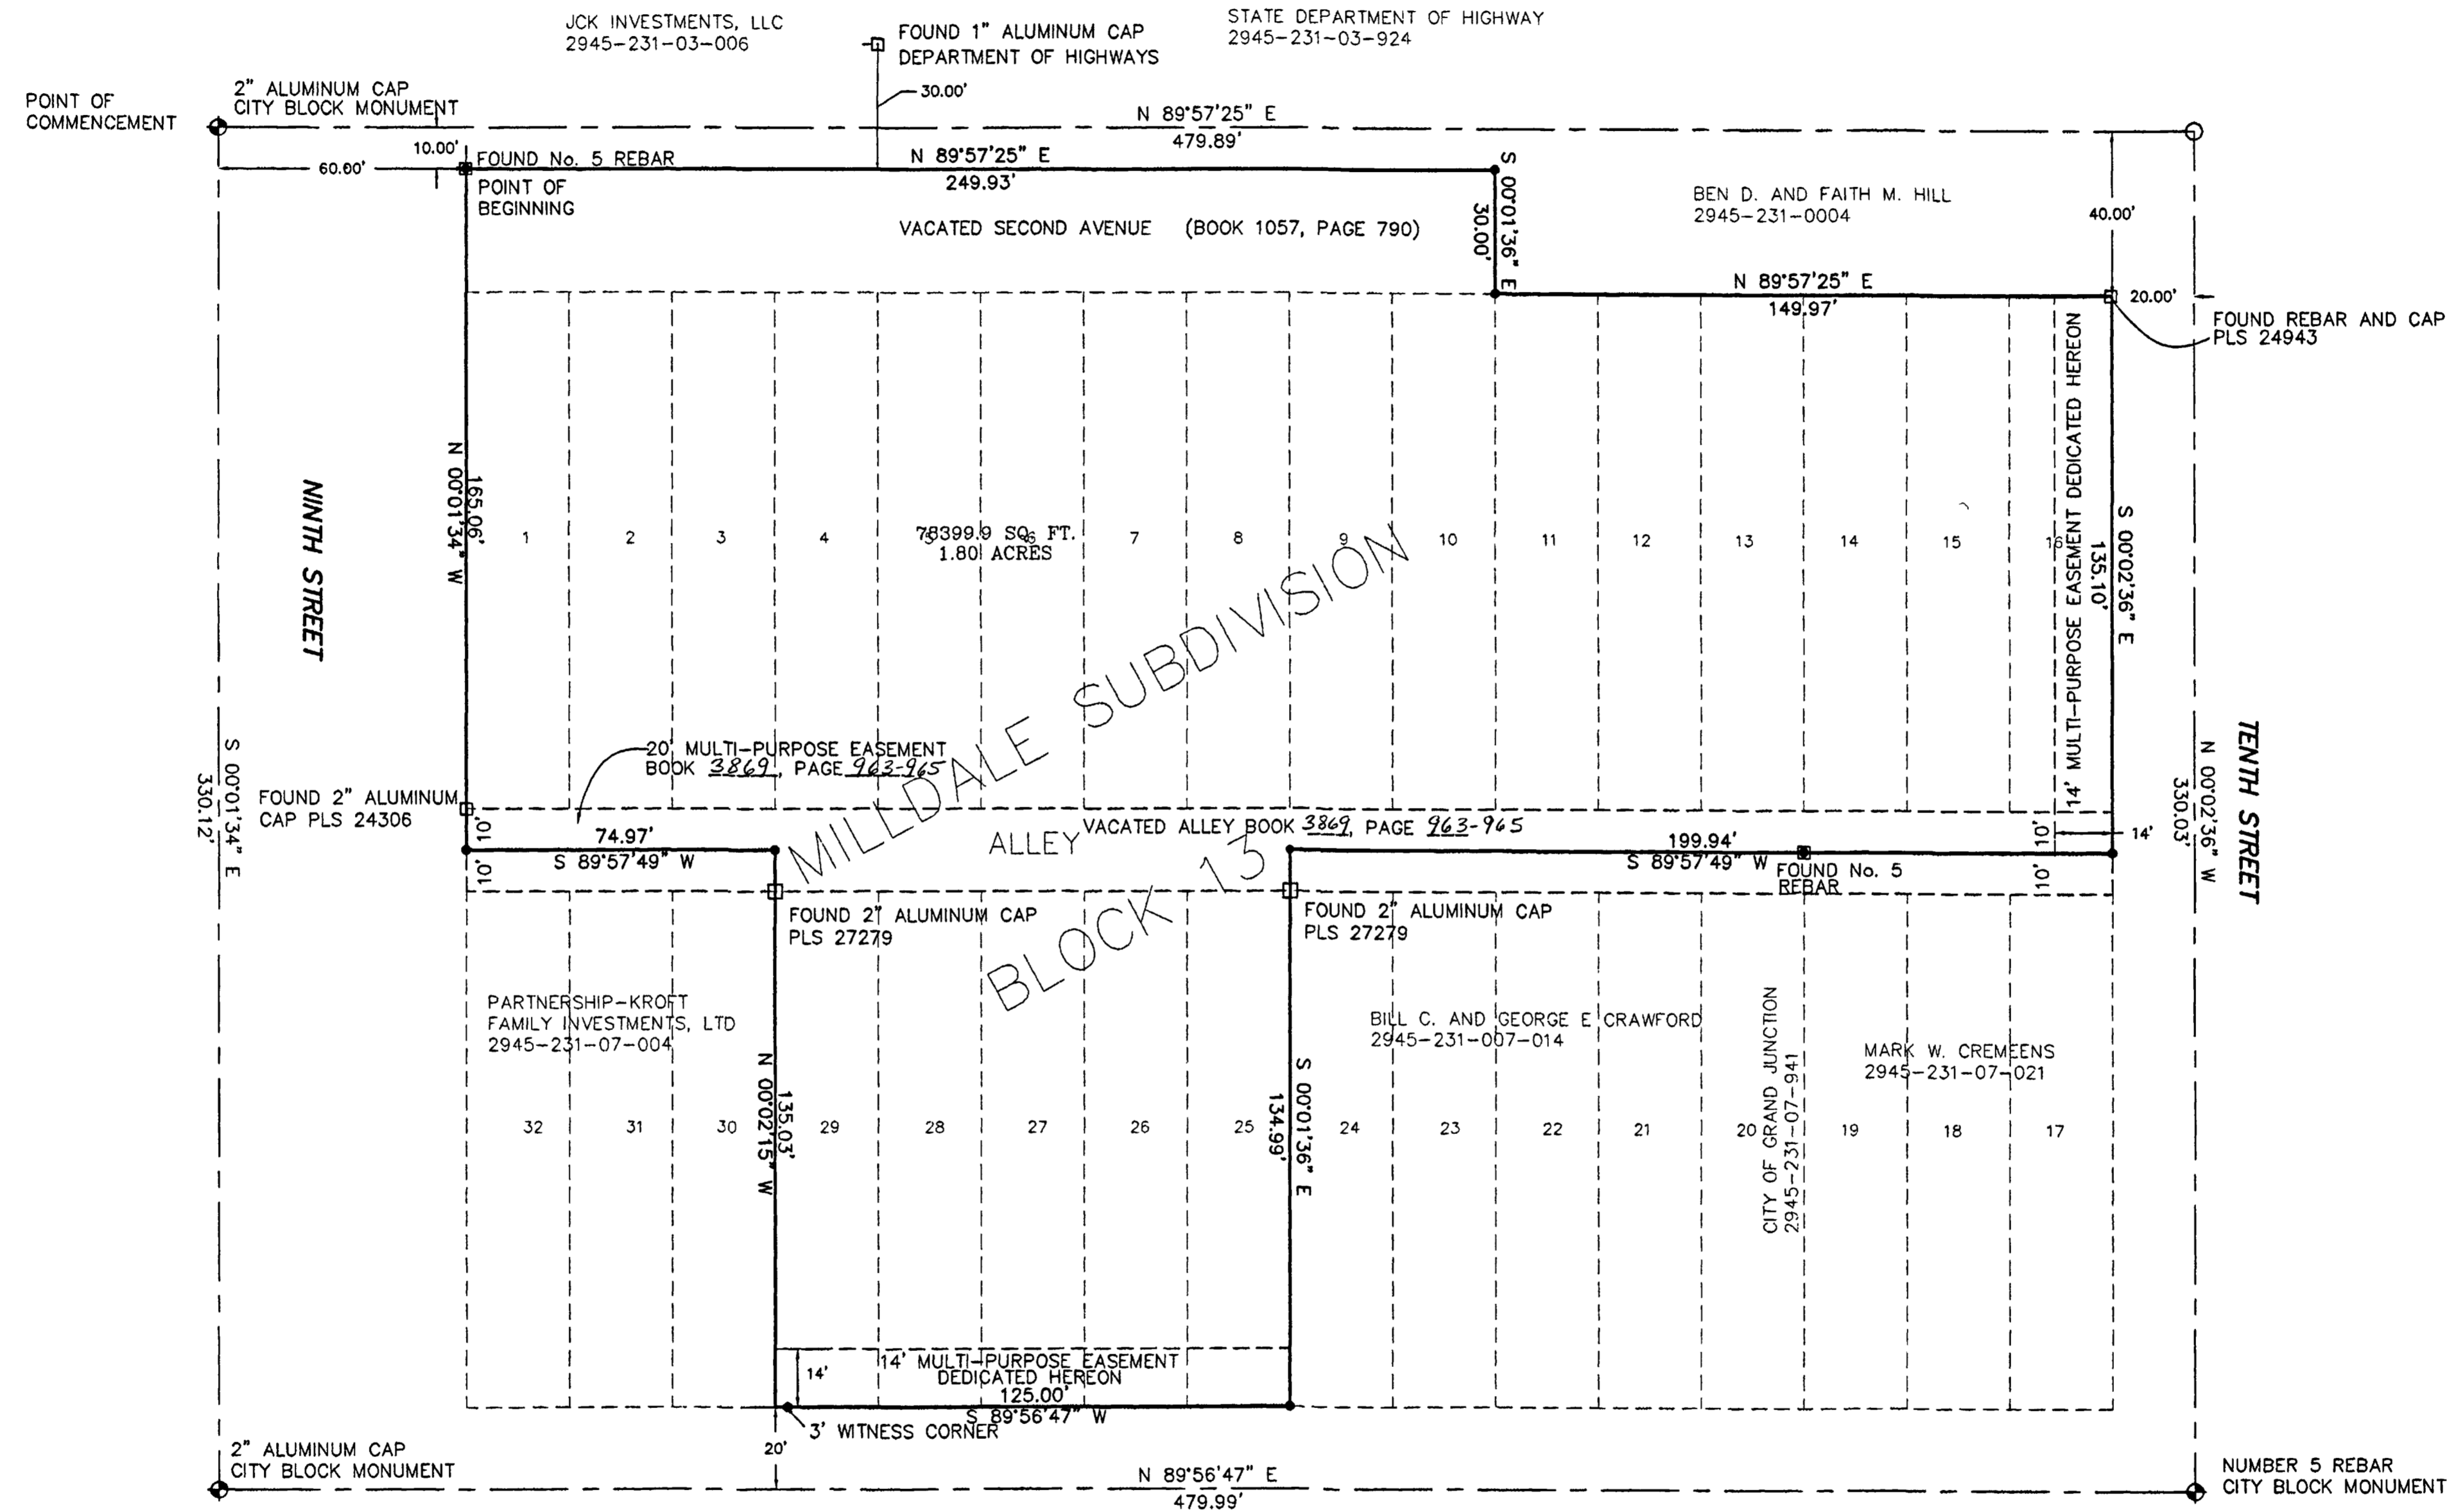 JCK INVESTMENTS, LLC
2945-231-03-006
FOUND 1" ALUMINUM CAP
DEPARTMENT OF HIGHWAYS
STATE DEPARTMENT OF HIGHWAY
2945-231-03-924
POINT OF
COMMENCEMENT
2" ALUMINUM CAP
CITY BLOCK MONUMENT
30.00'
N 89°57'25" E
479.89'
10.00'
60.00'
FOUND No. 5 REBAR
POINT OF
BEGINNING
N 89°57'25" E
249.93'
S 00°01'36" E
30.00'
VACATED SECOND AVENUE (BOOK 1057, PAGE 790)
BEN D. AND FAITH M. HILL
2945-231-0004
40.00'
N 89°57'25" E
149.97'
20.00'
FOUND REBAR AND CAP
PLS 24943
NINTH STREET
S 00°01'34" E
330.12'
N 00°01'34" W
165.06'
1 2 3 4 5 6 7 8 9 10 11 12 13 14 15 16
78399.9 SQ. FT.
1.80 ACRES
14' MULTI-PURPOSE EASEMENT DEDICATED HEREON
S 00°02'36" E
135.10'
TENTH STREET
N 00°02'36" W
330.03'
MILLDALE SUBDIVISION
20' MULTI-PURPOSE EASEMENT
BOOK 3869, PAGE 963-965
FOUND 2" ALUMINUM
CAP PLS 24306
10'
10'
74.97'
S 89°57'49" W
ALLEY
VACATED ALLEY BOOK 3869, PAGE 963-965
199.94'
S 89°57'49" W
FOUND No. 5
REBAR
10'
10'
14'
BLOCK 13
FOUND 2" ALUMINUM CAP
PLS 27279
FOUND 2" ALUMINUM CAP
PLS 27279
PARTNERSHIP-KROFT
FAMILY INVESTMENTS, LTD
2945-231-07-004
N 00°02'15" W
135.03'
S 00°01'36" E
134.99'
BILL C. AND GEORGE E CRAWFORD
2945-231-007-014
CITY OF GRAND JUNCTION
2945-231-07-941
MARK W. CREMEENS
2945-231-07-021
32 31 30 29 28 27 26 25 24 23 22 21 20 19 18 17
14'
14' MULTI-PURPOSE EASEMENT
DEDICATED HEREON
125.00'
S 89°56'47" W
3' WITNESS CORNER
20'
2" ALUMINUM CAP
CITY BLOCK MONUMENT
N 89°56'47" E
479.99'
NUMBER 5 REBAR
CITY BLOCK MONUMENT